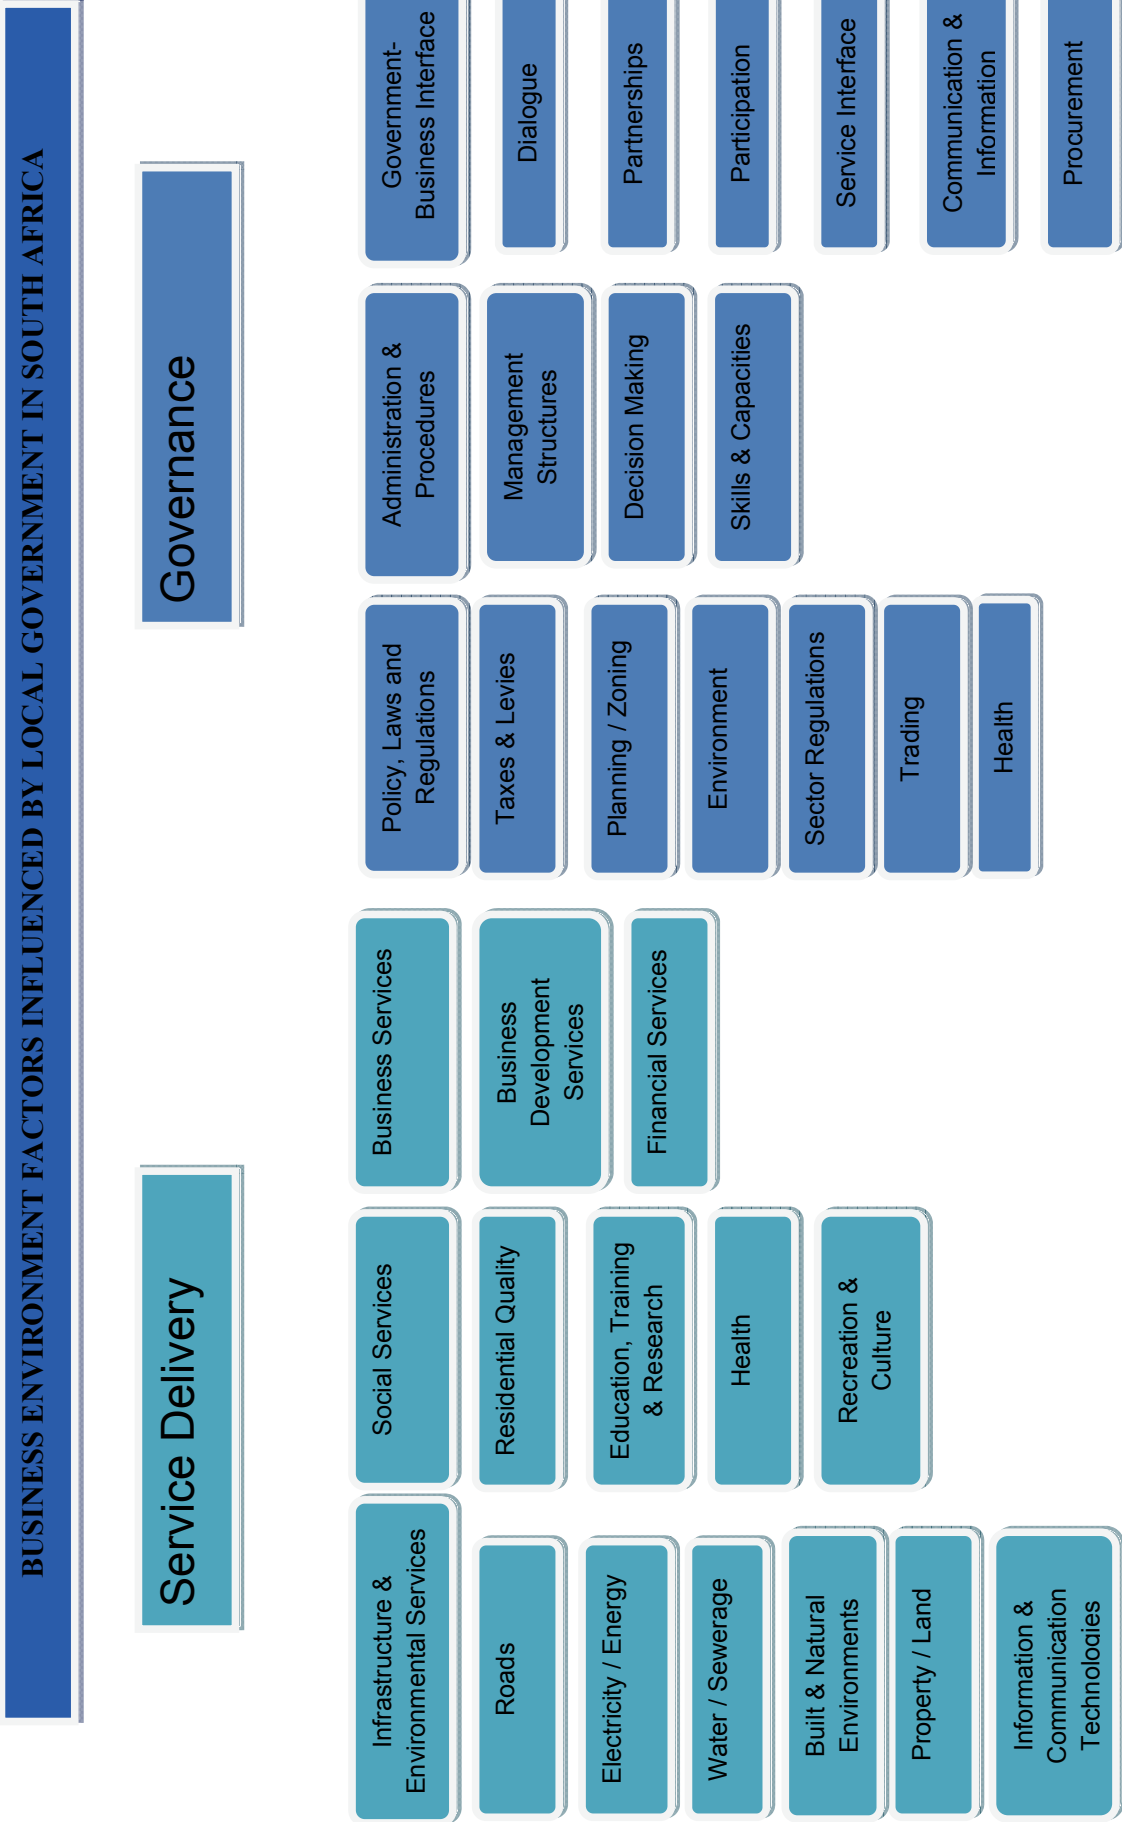 BUSINESS ENVIRONMENT FACTORS INFLUENCED BY LOCAL GOVERNMENT IN SOUTH AFRICA
Service Delivery
Governance
Infrastructure &
Environmental Services
Roads
Electricity / Energy
Water / Sewerage
Built & Natural
Environments
Property / Land
Information &
Communication
Technologies
Social Services
Residential Quality
Education, Training
& Research
Health
Recreation &
Culture
Business Services
Business
Development
Services
Financial Services
Policy, Laws and
Regulations
Taxes & Levies
Planning / Zoning
Environment
Sector Regulations
Trading
Health
Administration &
Procedures
Management
Structures
Decision Making
Skills & Capacities
Government-
Business Interface
Dialogue
Partnerships
Participation
Service Interface
Communication &
Information
Procurement